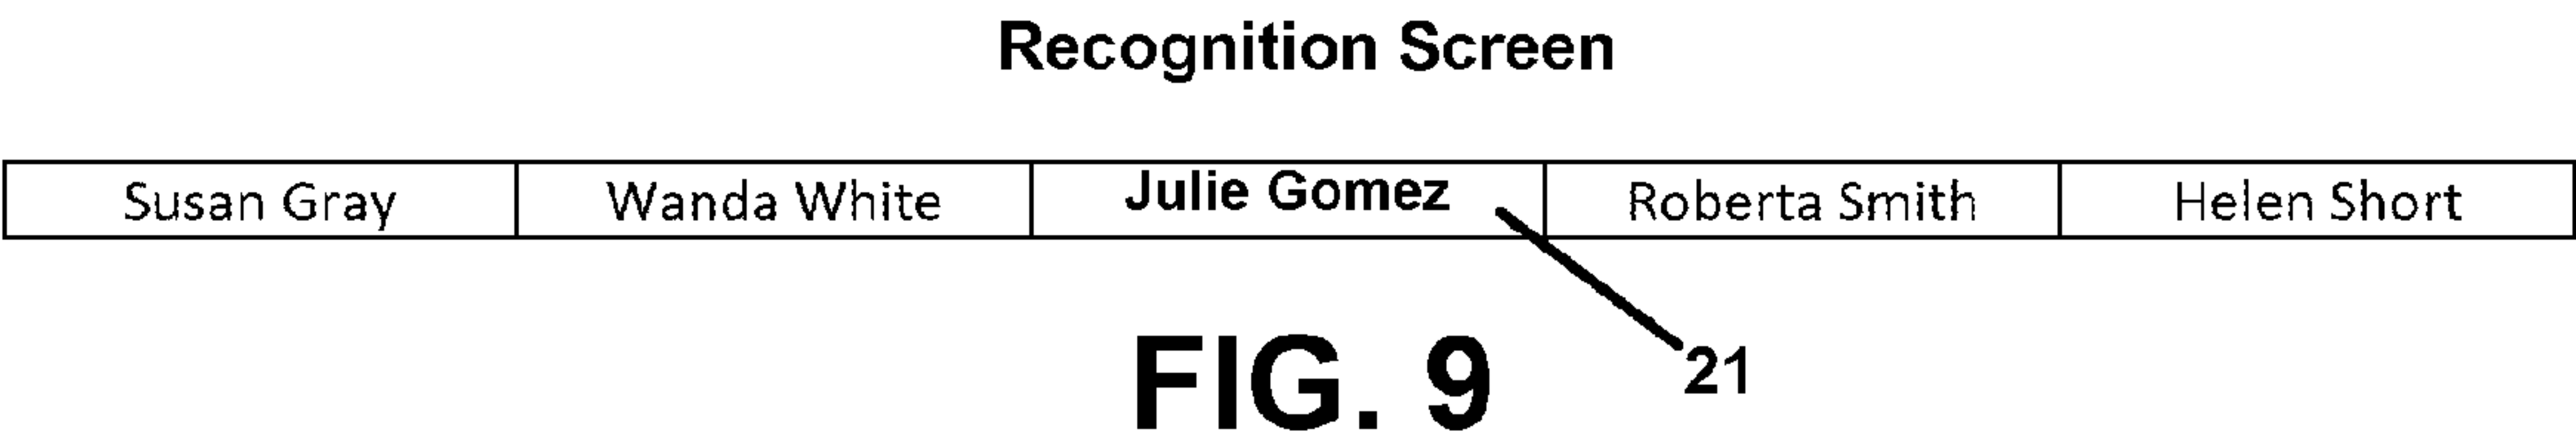 Recognition Screen
Susan Gray Wanda White Julie Gomez Roberta Smith Helen Short
21
FIG. 9